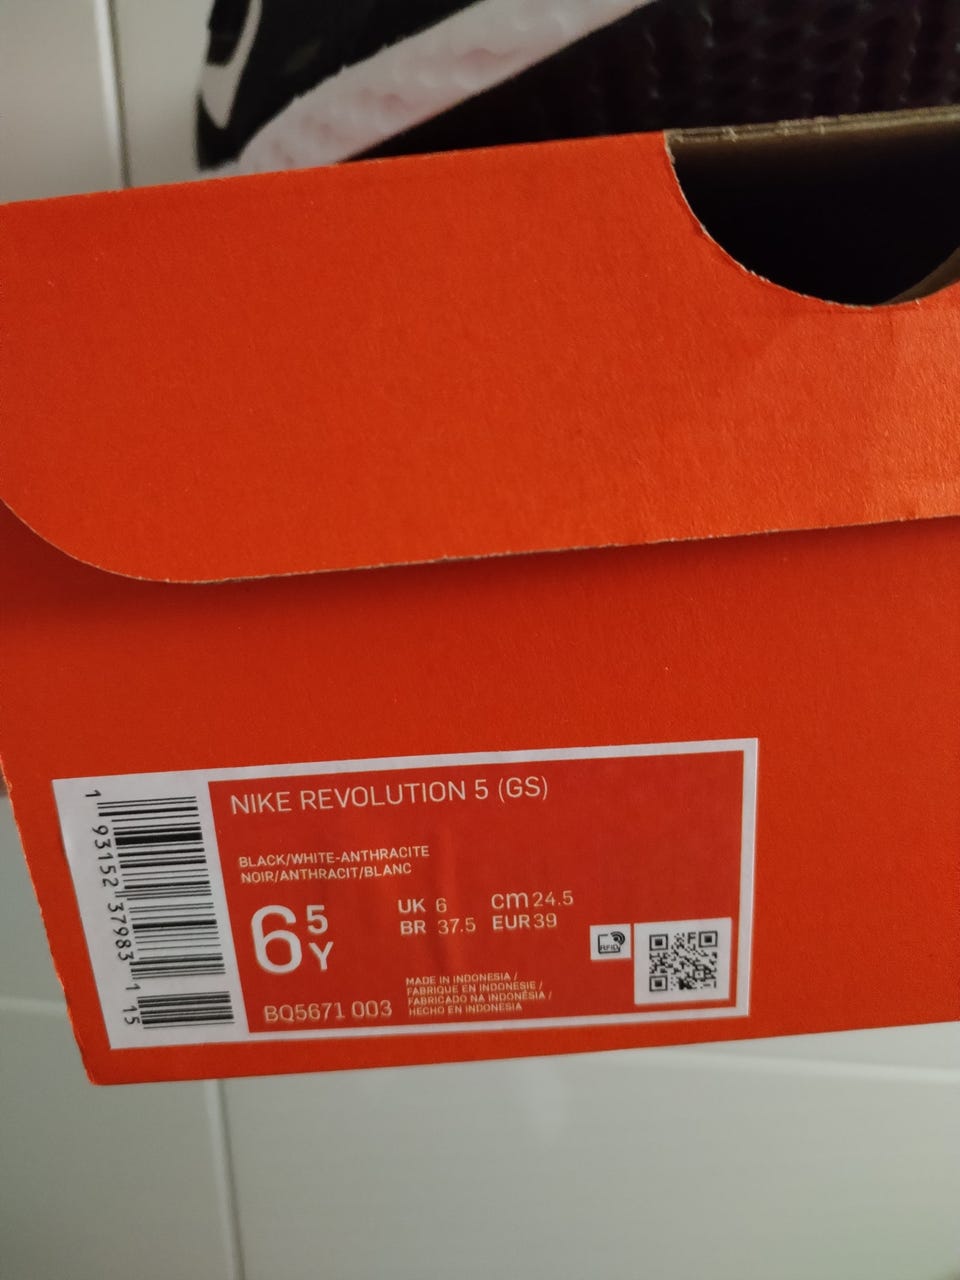 NIKE REVOLUTION 5 (GS)
BLACK/WHITE-ANTHRACITE
NOIR/ANTHRACIT/BLANC
6 5 Y
UK 6 cm 24.5
BR 37.5 EUR 39
MADE IN INDONESIA /
FABRIQUE EN INDONÉSIE /
FABRICADO NA INDONÉSIA /
HECHO EN INDONESIA
BQ5671 003
RFID
1 93152 37983 1 15